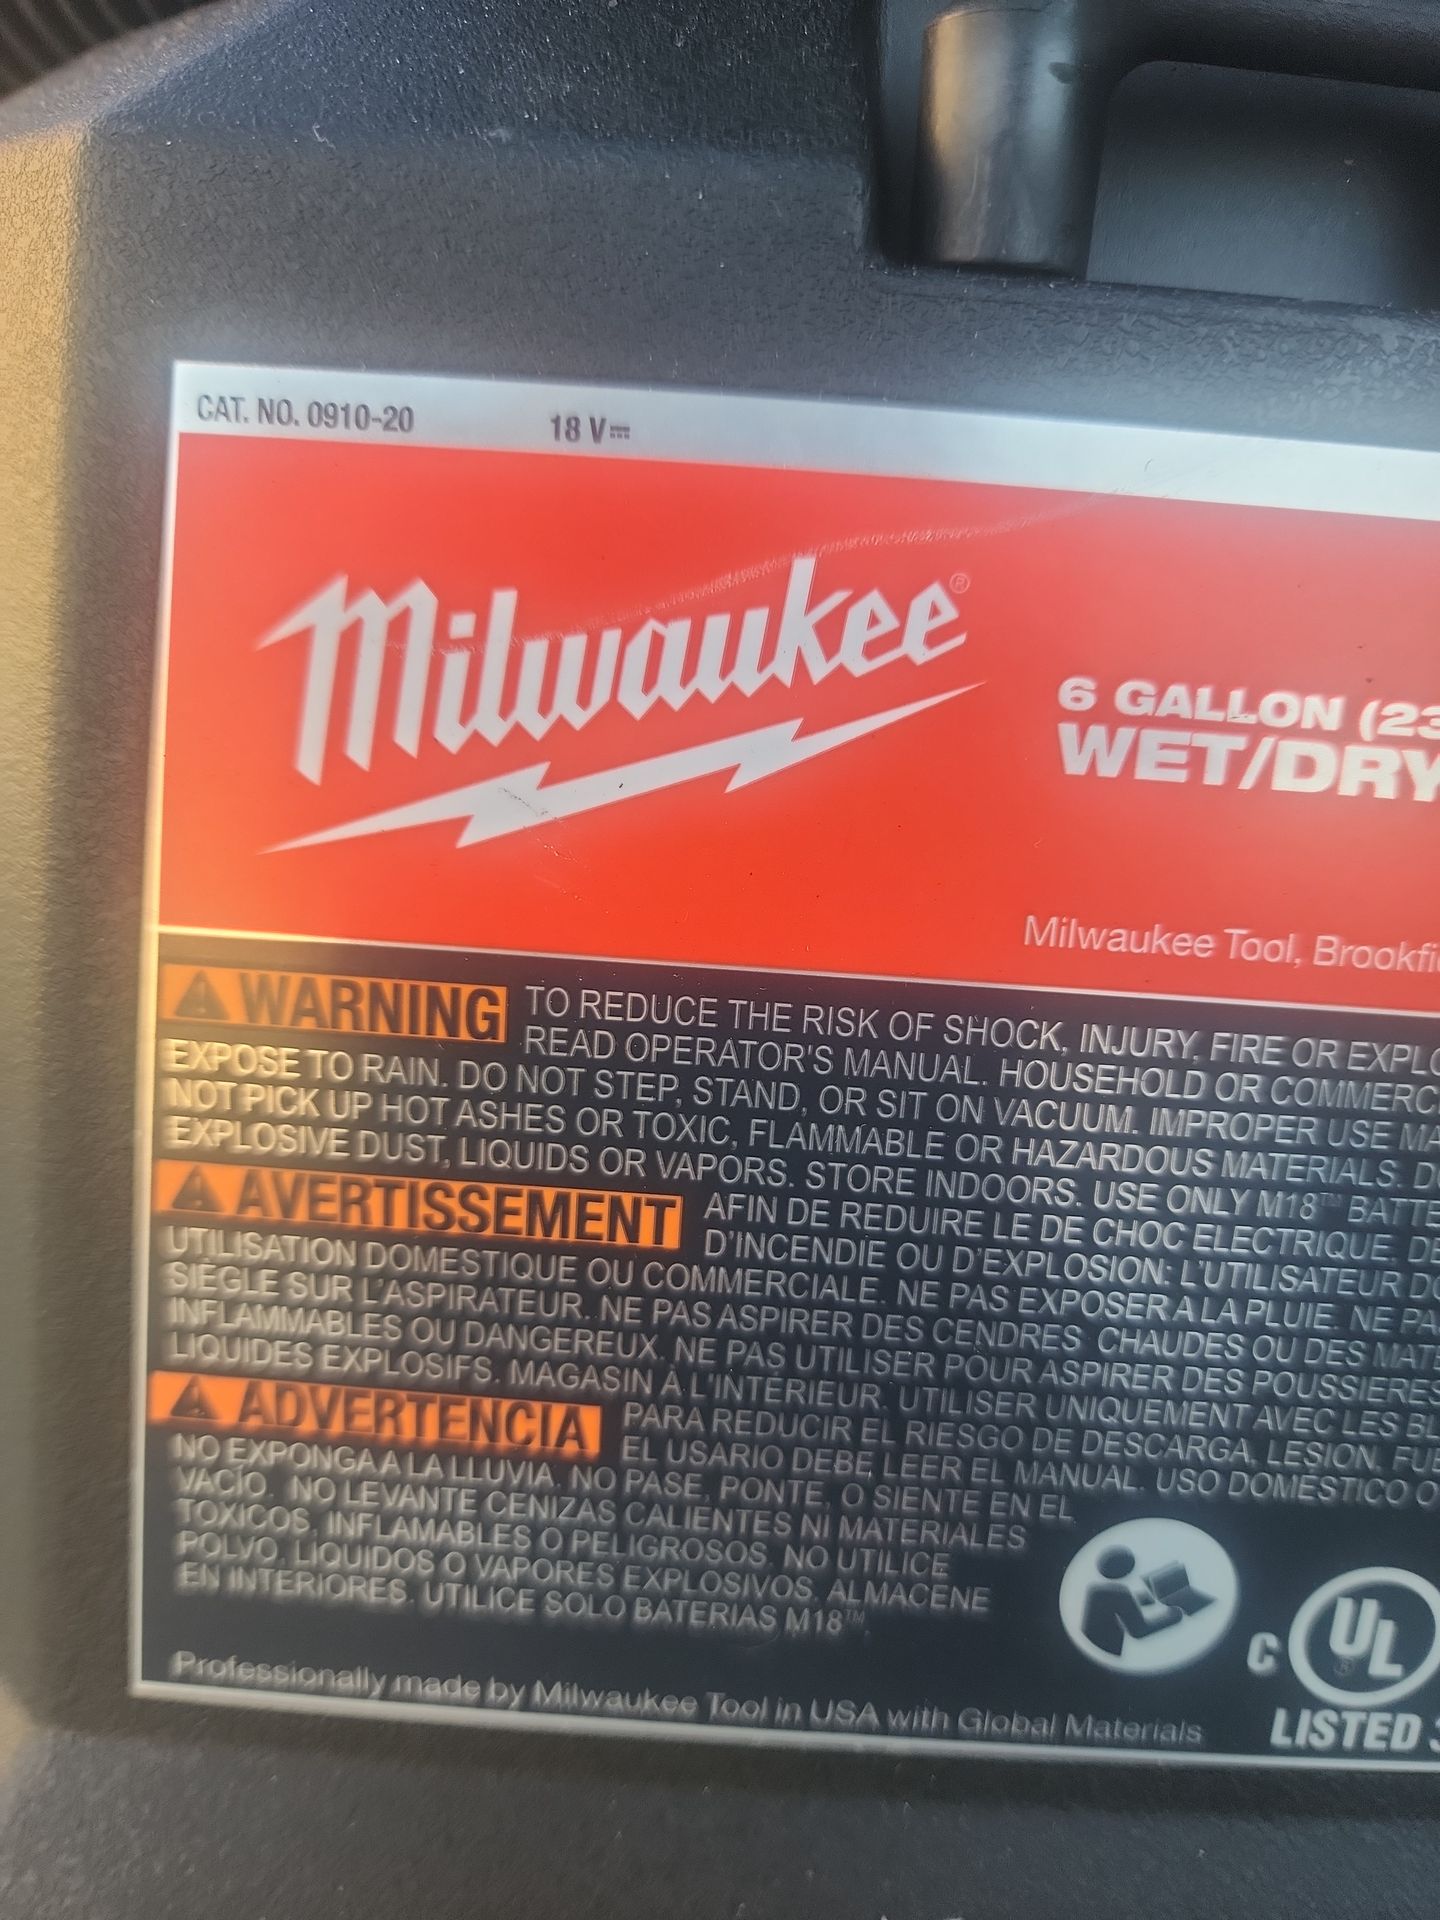 CAT. NO. 0910-20 18 V⎓
Milwaukee®
6 GALLON (23
WET/DRY
Milwaukee Tool, Brookfi
WARNING TO REDUCE THE RISK OF SHOCK, INJURY, FIRE OR EXPLO
READ OPERATOR'S MANUAL. HOUSEHOLD OR COMMERC
EXPOSE TO RAIN. DO NOT STEP, STAND, OR SIT ON VACUUM. IMPROPER USE MA
NOT PICK UP HOT ASHES OR TOXIC, FLAMMABLE OR HAZARDOUS MATERIALS. DO
EXPLOSIVE DUST, LIQUIDS OR VAPORS. STORE INDOORS. USE ONLY M18™ BATTE
AVERTISSEMENT AFIN DE REDUIRE LE DE CHOC ELECTRIQUE, DE
D'INCENDIE OU D'EXPLOSION: L'UTILISATEUR DO
UTILISATION DOMESTIQUE OU COMMERCIALE. NE PAS EXPOSER A LA PLUIE. NE PA
SIÈGLE SUR L'ASPIRATEUR. NE PAS ASPIRER DES CENDRES CHAUDES OU DES MATE
INFLAMMABLES OU DANGEREUX. NE PAS UTILISER POUR ASPIRER DES POUSSIERES
LIQUIDES EXPLOSIFS. MAGASIN À L'INTÉRIEUR. UTILISER UNIQUEMENT AVEC LES BL
ADVERTENCIA PARA REDUCIR EL RIESGO DE DESCARGA, LESION, FUE
EL USARIO DEBE LEER EL MANUAL. USO DOMÉSTICO O
NO EXPONGA A LA LLUVIA. NO PASE, PONTE, O SIENTE EN EL
VACÍO. NO LEVANTE CENIZAS CALIENTES NI MATERIALES
TOXICOS, INFLAMABLES O PELIGROSOS. NO UTILICE
POLVO, LIQUIDOS O VAPORES EXPLOSIVOS. ALMACENE
EN INTERIORES. UTILICE SOLO BATERIAS M18™.
C UL®
LISTED
Professionally made by Milwaukee Tool in USA with Global Materials